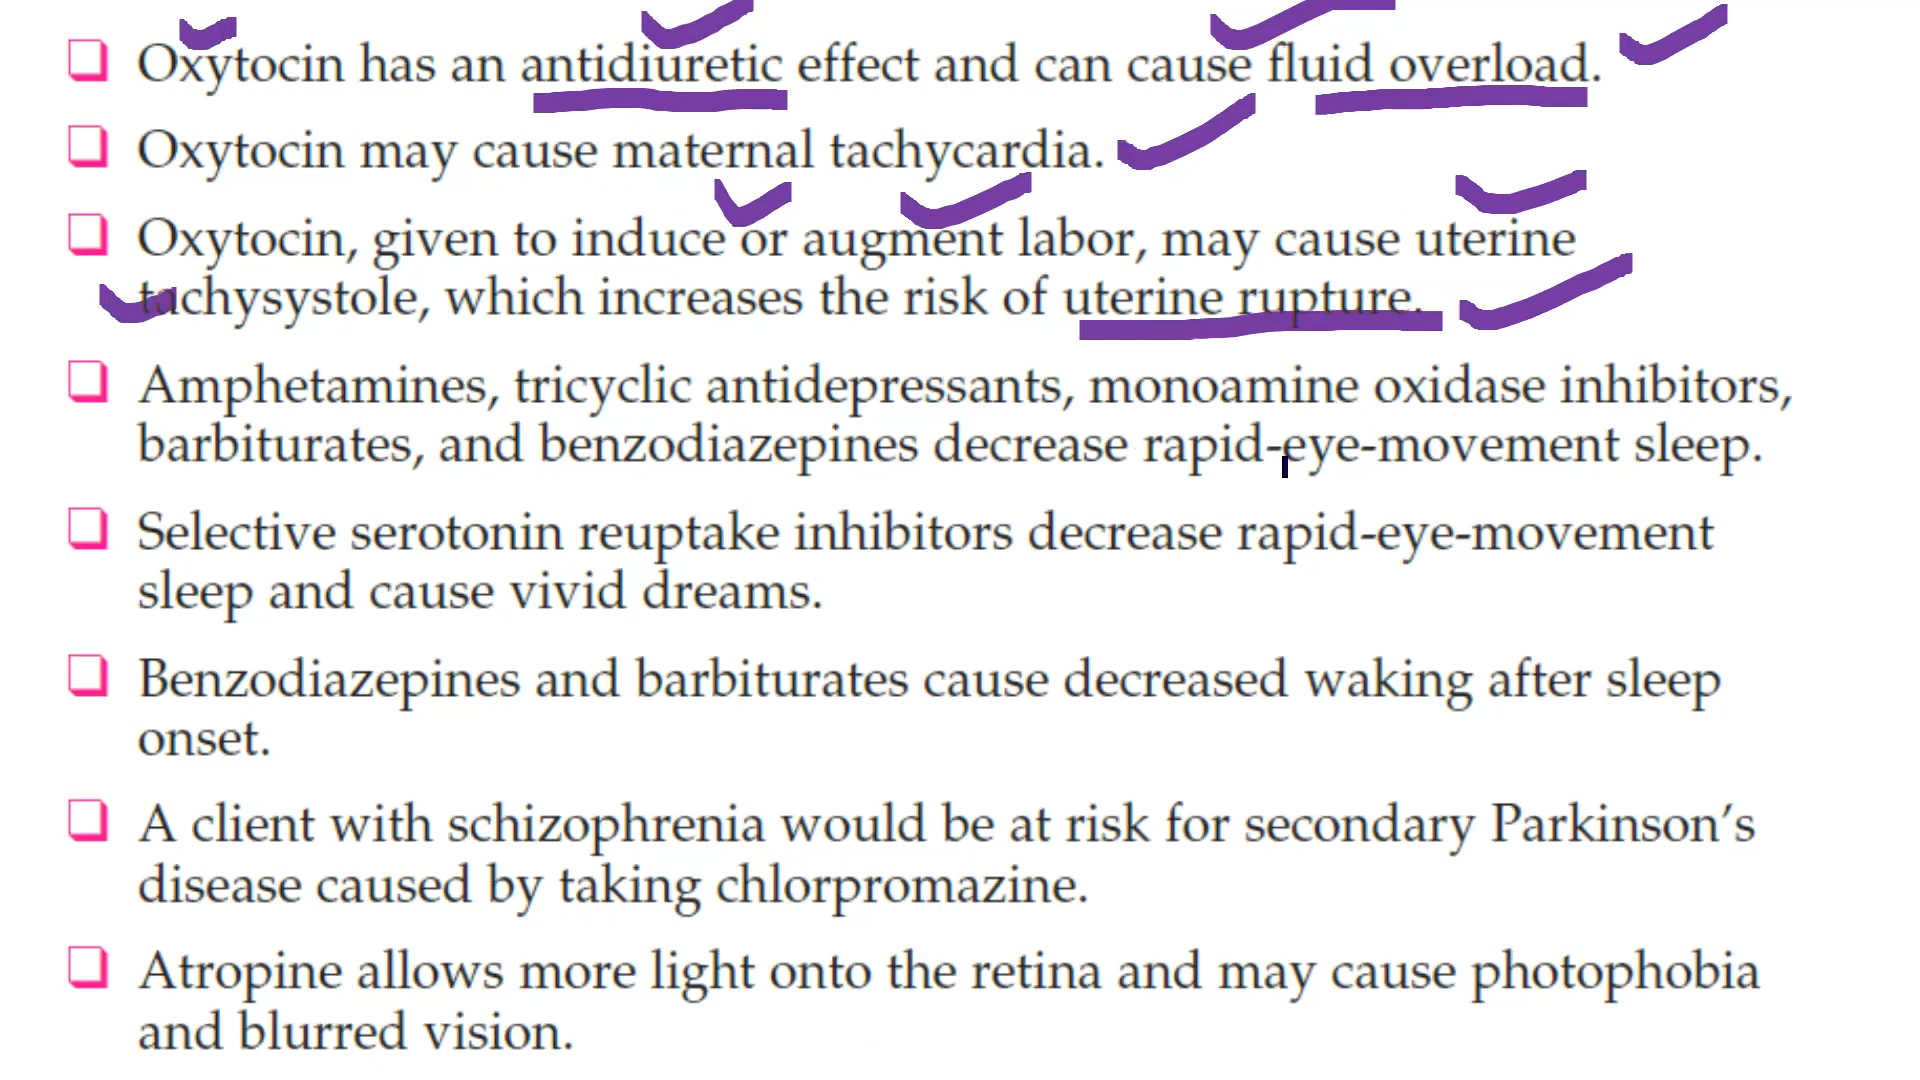 Oxytocin has an antidiuretic effect and can cause fluid overload.
Oxytocin may cause maternal tachycardia.
Oxytocin, given to induce or augment labor, may cause uterine
tachysystole, which increases the risk of uterine rupture.
Amphetamines, tricyclic antidepressants, monoamine oxidase inhibitors,
barbiturates, and benzodiazepines decrease rapid-eye-movement sleep.
Selective serotonin reuptake inhibitors decrease rapid-eye-movement
sleep and cause vivid dreams.
Benzodiazepines and barbiturates cause decreased waking after sleep
onset.
A client with schizophrenia would be at risk for secondary Parkinson’s
disease caused by taking chlorpromazine.
Atropine allows more light onto the retina and may cause photophobia
and blurred vision.